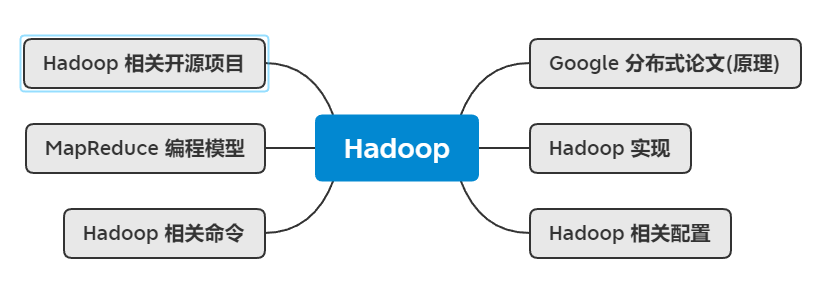 Hadoop 相关开源项目
Google 分布式论文(原理)
MapReduce 编程模型
Hadoop
Hadoop 实现
Hadoop 相关命令
Hadoop 相关配置